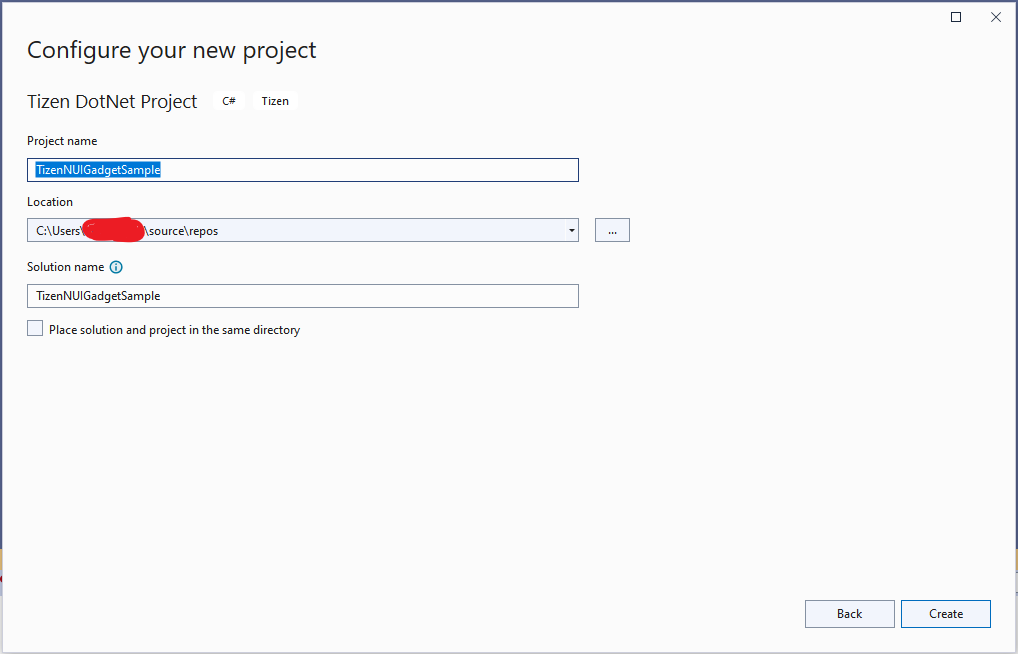 Configure your new project
Tizen DotNet Project C# Tizen
Project name
TizenNUIGadgetSample
Location
C:\Users\ \source\repos ...
Solution name
TizenNUIGadgetSample
Place solution and project in the same directory
Back Create